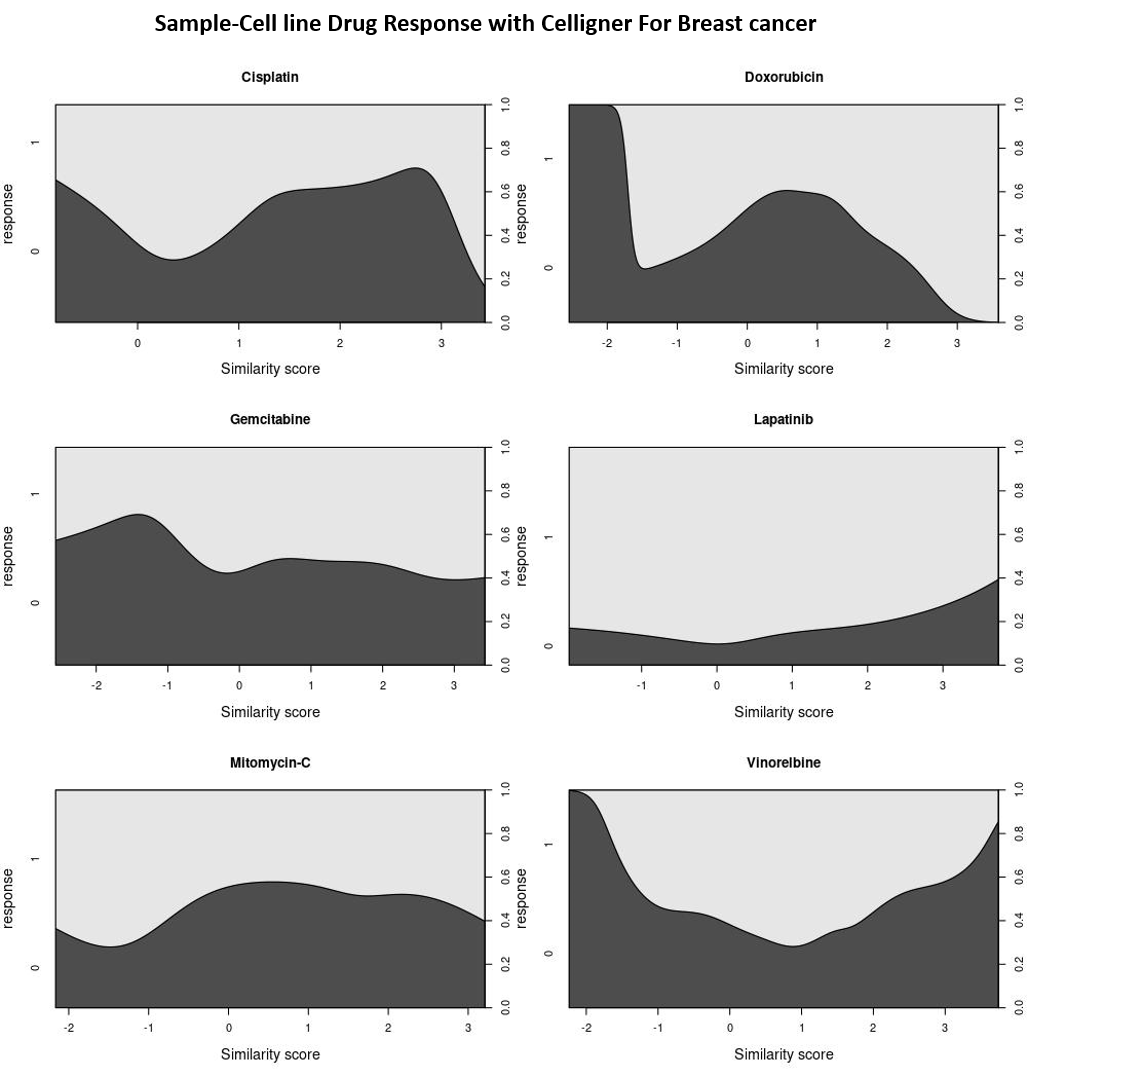 Sample-Cell line Drug Response with Celligner For Breast cancer
Cisplatin
response
1
0
0 1 2 3
0.0 0.2 0.4 0.6 0.8 1.0
Similarity score
Doxorubicin
response
1
0
-2 -1 0 1 2 3
0.0 0.2 0.4 0.6 0.8 1.0
Similarity score
Gemcitabine
response
1
0
-2 -1 0 1 2 3
0.0 0.2 0.4 0.6 0.8 1.0
Similarity score
Lapatinib
response
1
0
-1 0 1 2 3
0.0 0.2 0.4 0.6 0.8 1.0
Similarity score
Mitomycin-C
response
1
0
-2 -1 0 1 2 3
0.0 0.2 0.4 0.6 0.8 1.0
Similarity score
Vinorelbine
response
1
0
-2 -1 0 1 2 3
0.0 0.2 0.4 0.6 0.8 1.0
Similarity score